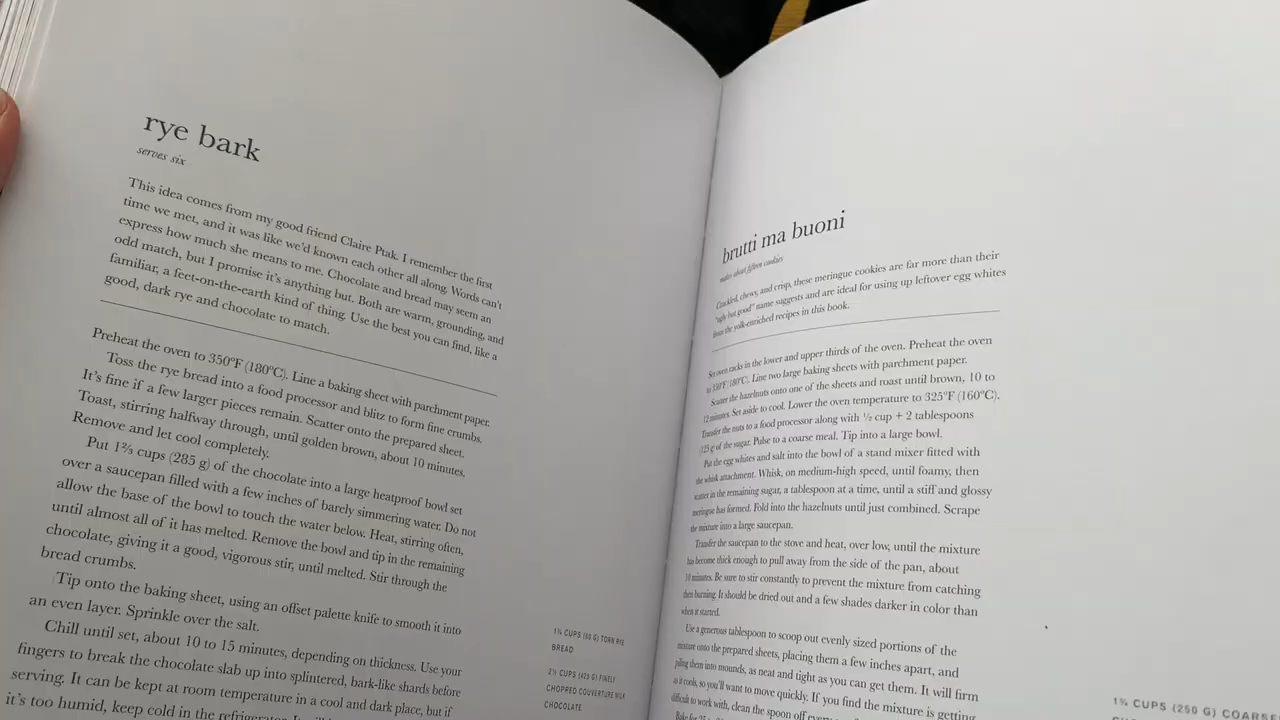 rye bark
serves six
This idea comes from my good friend Claire Ptak. I remember the first
time we met, and it was like we'd known each other all along. Words can't
express how much she means to me. Chocolate and bread may seem an
odd match, but I promise it's anything but. Both are warm, grounding, and
familiar, a feet-on-the-earth kind of thing. Use the best you can find, like a
good, dark rye and chocolate to match.
Preheat the oven to 350°F (180°C). Line a baking sheet with parchment paper.
Toss the rye bread into a food processor and blitz to form fine crumbs.
It's fine if a few larger pieces remain. Scatter onto the prepared sheet.
Toast, stirring halfway through, until golden brown, about 10 minutes.
Remove and let cool completely.
Put 1⅔ cups (285 g) of the chocolate into a large heatproof bowl set
over a saucepan filled with a few inches of barely simmering water. Do not
allow the base of the bowl to touch the water below. Heat, stirring often,
until almost all of it has melted. Remove the bowl and tip in the remaining
chocolate, giving it a good, vigorous stir, until melted. Stir through the
bread crumbs.
Tip onto the baking sheet, using an offset palette knife to smooth it into
an even layer. Sprinkle over the salt.
Chill until set, about 10 to 15 minutes, depending on thickness. Use your
fingers to break the chocolate slab up into splintered, bark-like shards before
serving. It can be kept at room temperature in a cool and dark place, but if
it's too humid, keep cold in the refrigerator.
CUPS (80 G) TORN RYE
BREAD
CUPS (425 G) FINELY
CHOPPED COUVERTURE MILK
CHOCOLATE
brutti ma buoni
makes about fifteen cookies
Crackled, chewy, and crisp, these meringue cookies are far more than their
"ugly but good" name suggests and are ideal for using up leftover egg whites
from the yolk-enriched recipes in this book.
Set oven racks in the lower and upper thirds of the oven. Preheat the oven
to 350°F (180°C). Line two large baking sheets with parchment paper.
Scatter the hazelnuts onto one of the sheets and roast until brown, 10 to
12 minutes. Set aside to cool. Lower the oven temperature to 325°F (160°C).
Transfer the nuts to a food processor along with ½ cup + 2 tablespoons
(125 g) of the sugar. Pulse to a coarse meal. Tip into a large bowl.
Put the egg whites and salt into the bowl of a stand mixer fitted with
the whisk attachment. Whisk, on medium-high speed, until foamy, then
scatter in the remaining sugar, a tablespoon at a time, until a stiff and glossy
meringue has formed. Fold into the hazelnuts until just combined. Scrape
the mixture into a large saucepan.
Transfer the saucepan to the stove and heat, over low, until the mixture
has become thick enough to pull away from the side of the pan, about
10 minutes. Be sure to stir constantly to prevent the mixture from catching
then burning. It should be dried out and a few shades darker in color than
when it started.
Use a generous tablespoon to scoop out evenly sized portions of the
mixture onto the prepared sheets, placing them a few inches apart, and
piling them into mounds, as neat and tight as you can get them. It will firm
as it cools, so you'll want to move quickly. If you find the mixture is getting
difficult to work with, clean the spoon off
Bake for 25
CUPS (250 G) COARSE